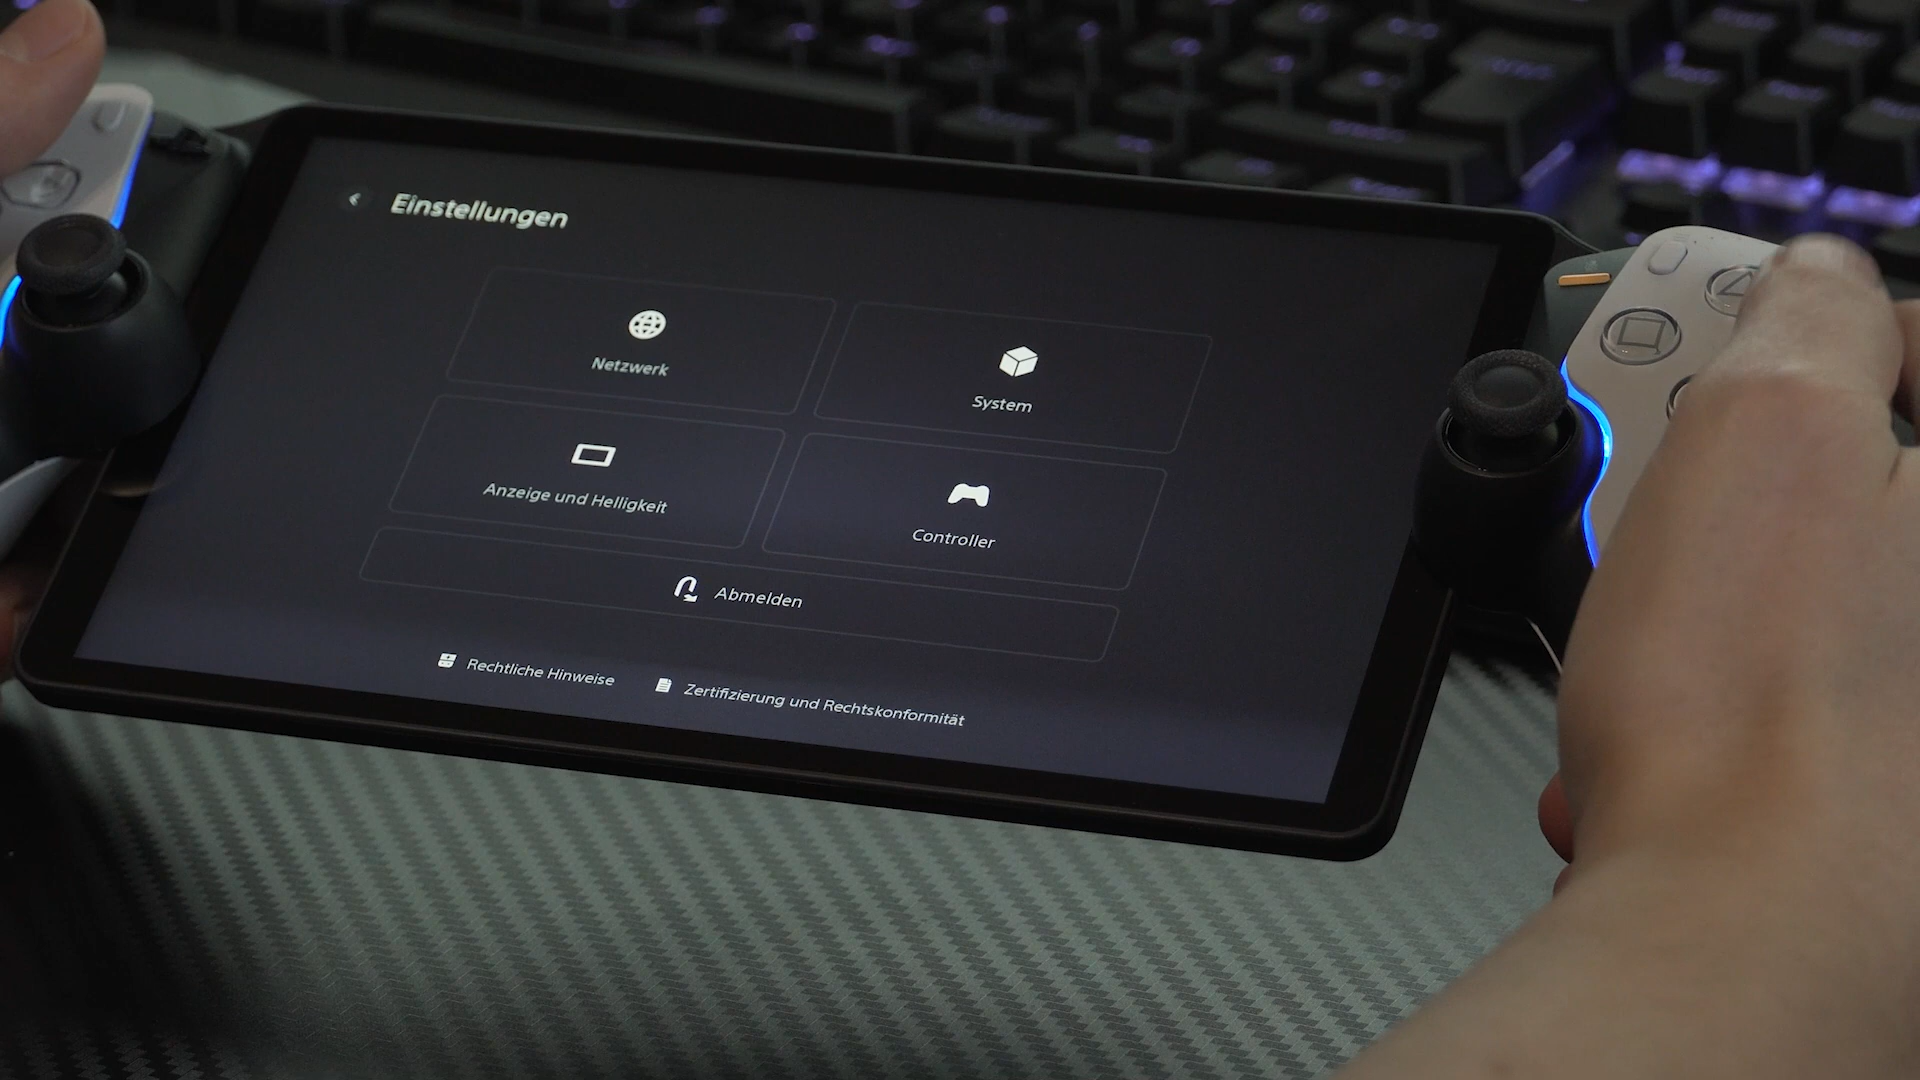 Einstellungen
Netzwerk
System
Anzeige und Helligkeit
Controller
Abmelden
Rechtliche Hinweise
Zertifizierung und Rechtskonformität